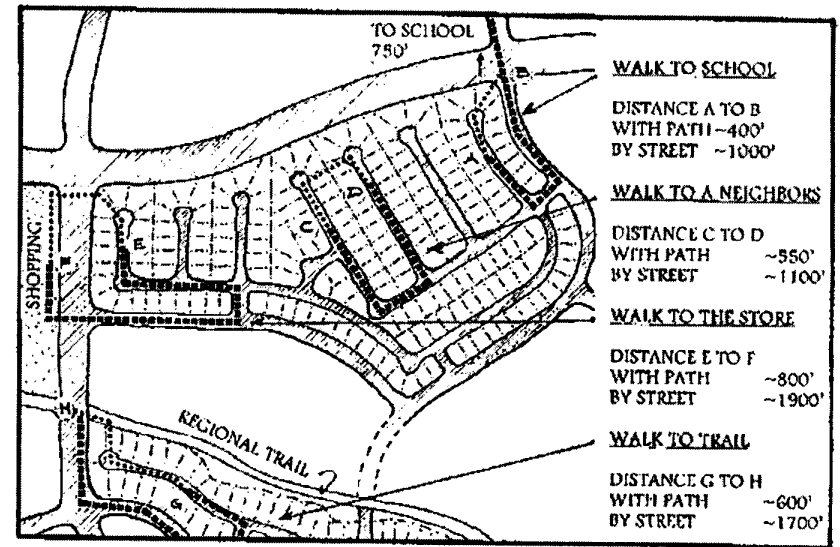 TO SCHOOL
750'
B
WALK TO SCHOOL
DISTANCE A TO B
WITH PATH ~400'
BY STREET ~1000'
WALK TO A NEIGHBORS
DISTANCE C TO D
WITH PATH ~550'
BY STREET ~1100'
WALK TO THE STORE
DISTANCE E TO F
WITH PATH ~800'
BY STREET ~1900'
WALK TO TRAIL
DISTANCE G TO H
WITH PATH ~600'
BY STREET ~1700'
D
C
E
F
SHOPPING
H
REGIONAL TRAIL
G